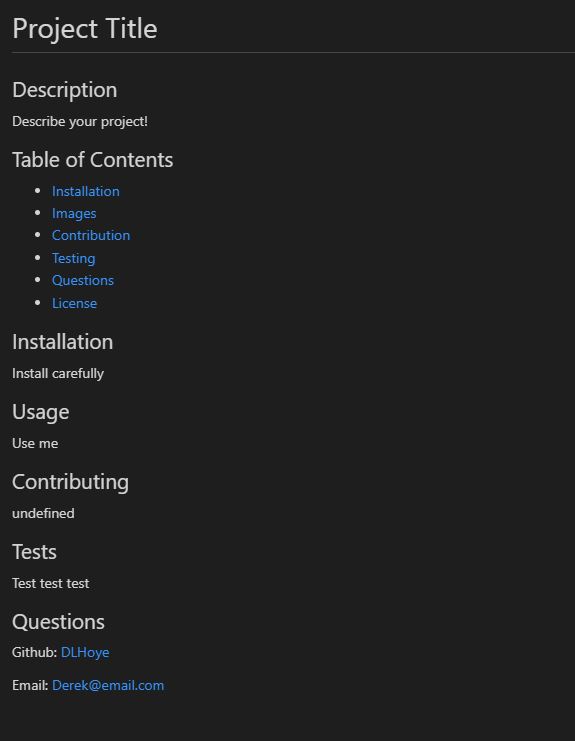 Project Title
Description
Describe your project!
Table of Contents
Installation
Images
Contribution
Testing
Questions
License
Installation
Install carefully
Usage
Use me
Contributing
undefined
Tests
Test test test
Questions
Github: DLHoye
Email: Derek@email.com